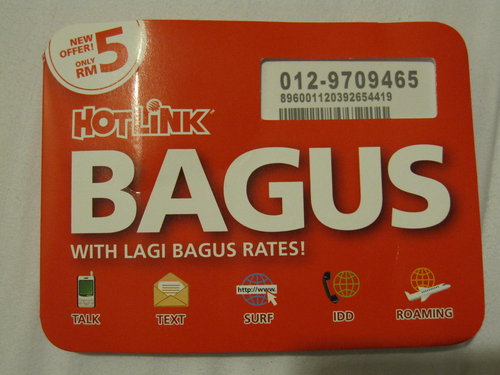 NEW
OFFER!
ONLY
RM 5
012-9709465
896001120392654419
HOTLINK
BAGUS
WITH LAGI BAGUS RATES!
http://www.
TALK
TEXT
SURF
IDD
ROAMING